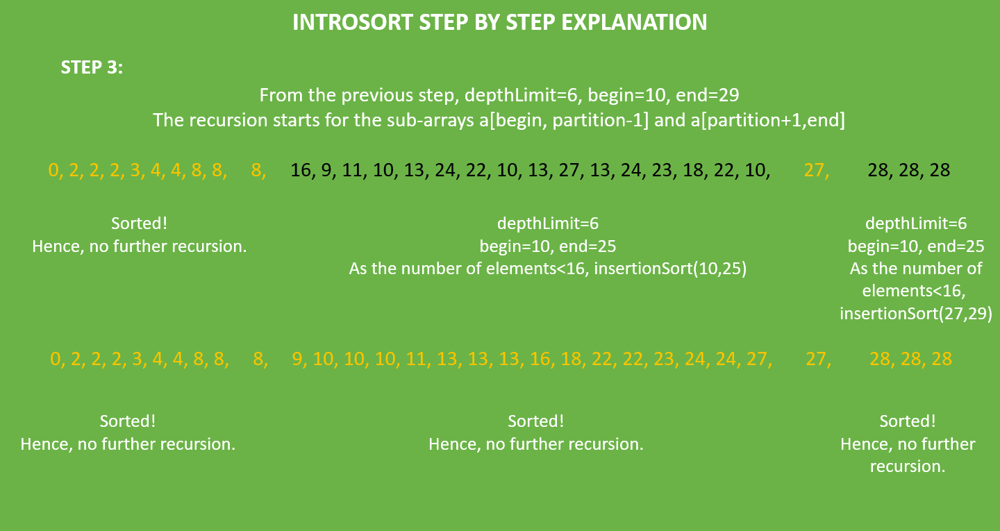 INTROSORT STEP BY STEP EXPLANATION
STEP 3:
From the previous step, depthLimit=6, begin=10, end=29
The recursion starts for the sub-arrays a[begin, partition-1] and a[partition+1,end]
0, 2, 2, 2, 3, 4, 4, 8, 8, 8, 16, 9, 11, 10, 13, 24, 22, 10, 13, 27, 13, 24, 23, 18, 22, 10, 27, 28, 28, 28
Sorted!
Hence, no further recursion.
depthLimit=6
begin=10, end=25
As the number of elements<16, insertionSort(10,25)
depthLimit=6
begin=10, end=25
As the number of
elements<16,
insertionSort(27,29)
0, 2, 2, 2, 3, 4, 4, 8, 8, 8, 9, 10, 10, 10, 11, 13, 13, 13, 16, 18, 22, 22, 23, 24, 24, 27, 27, 28, 28, 28
Sorted!
Hence, no further recursion.
Sorted!
Hence, no further recursion.
Sorted!
Hence, no further
recursion.